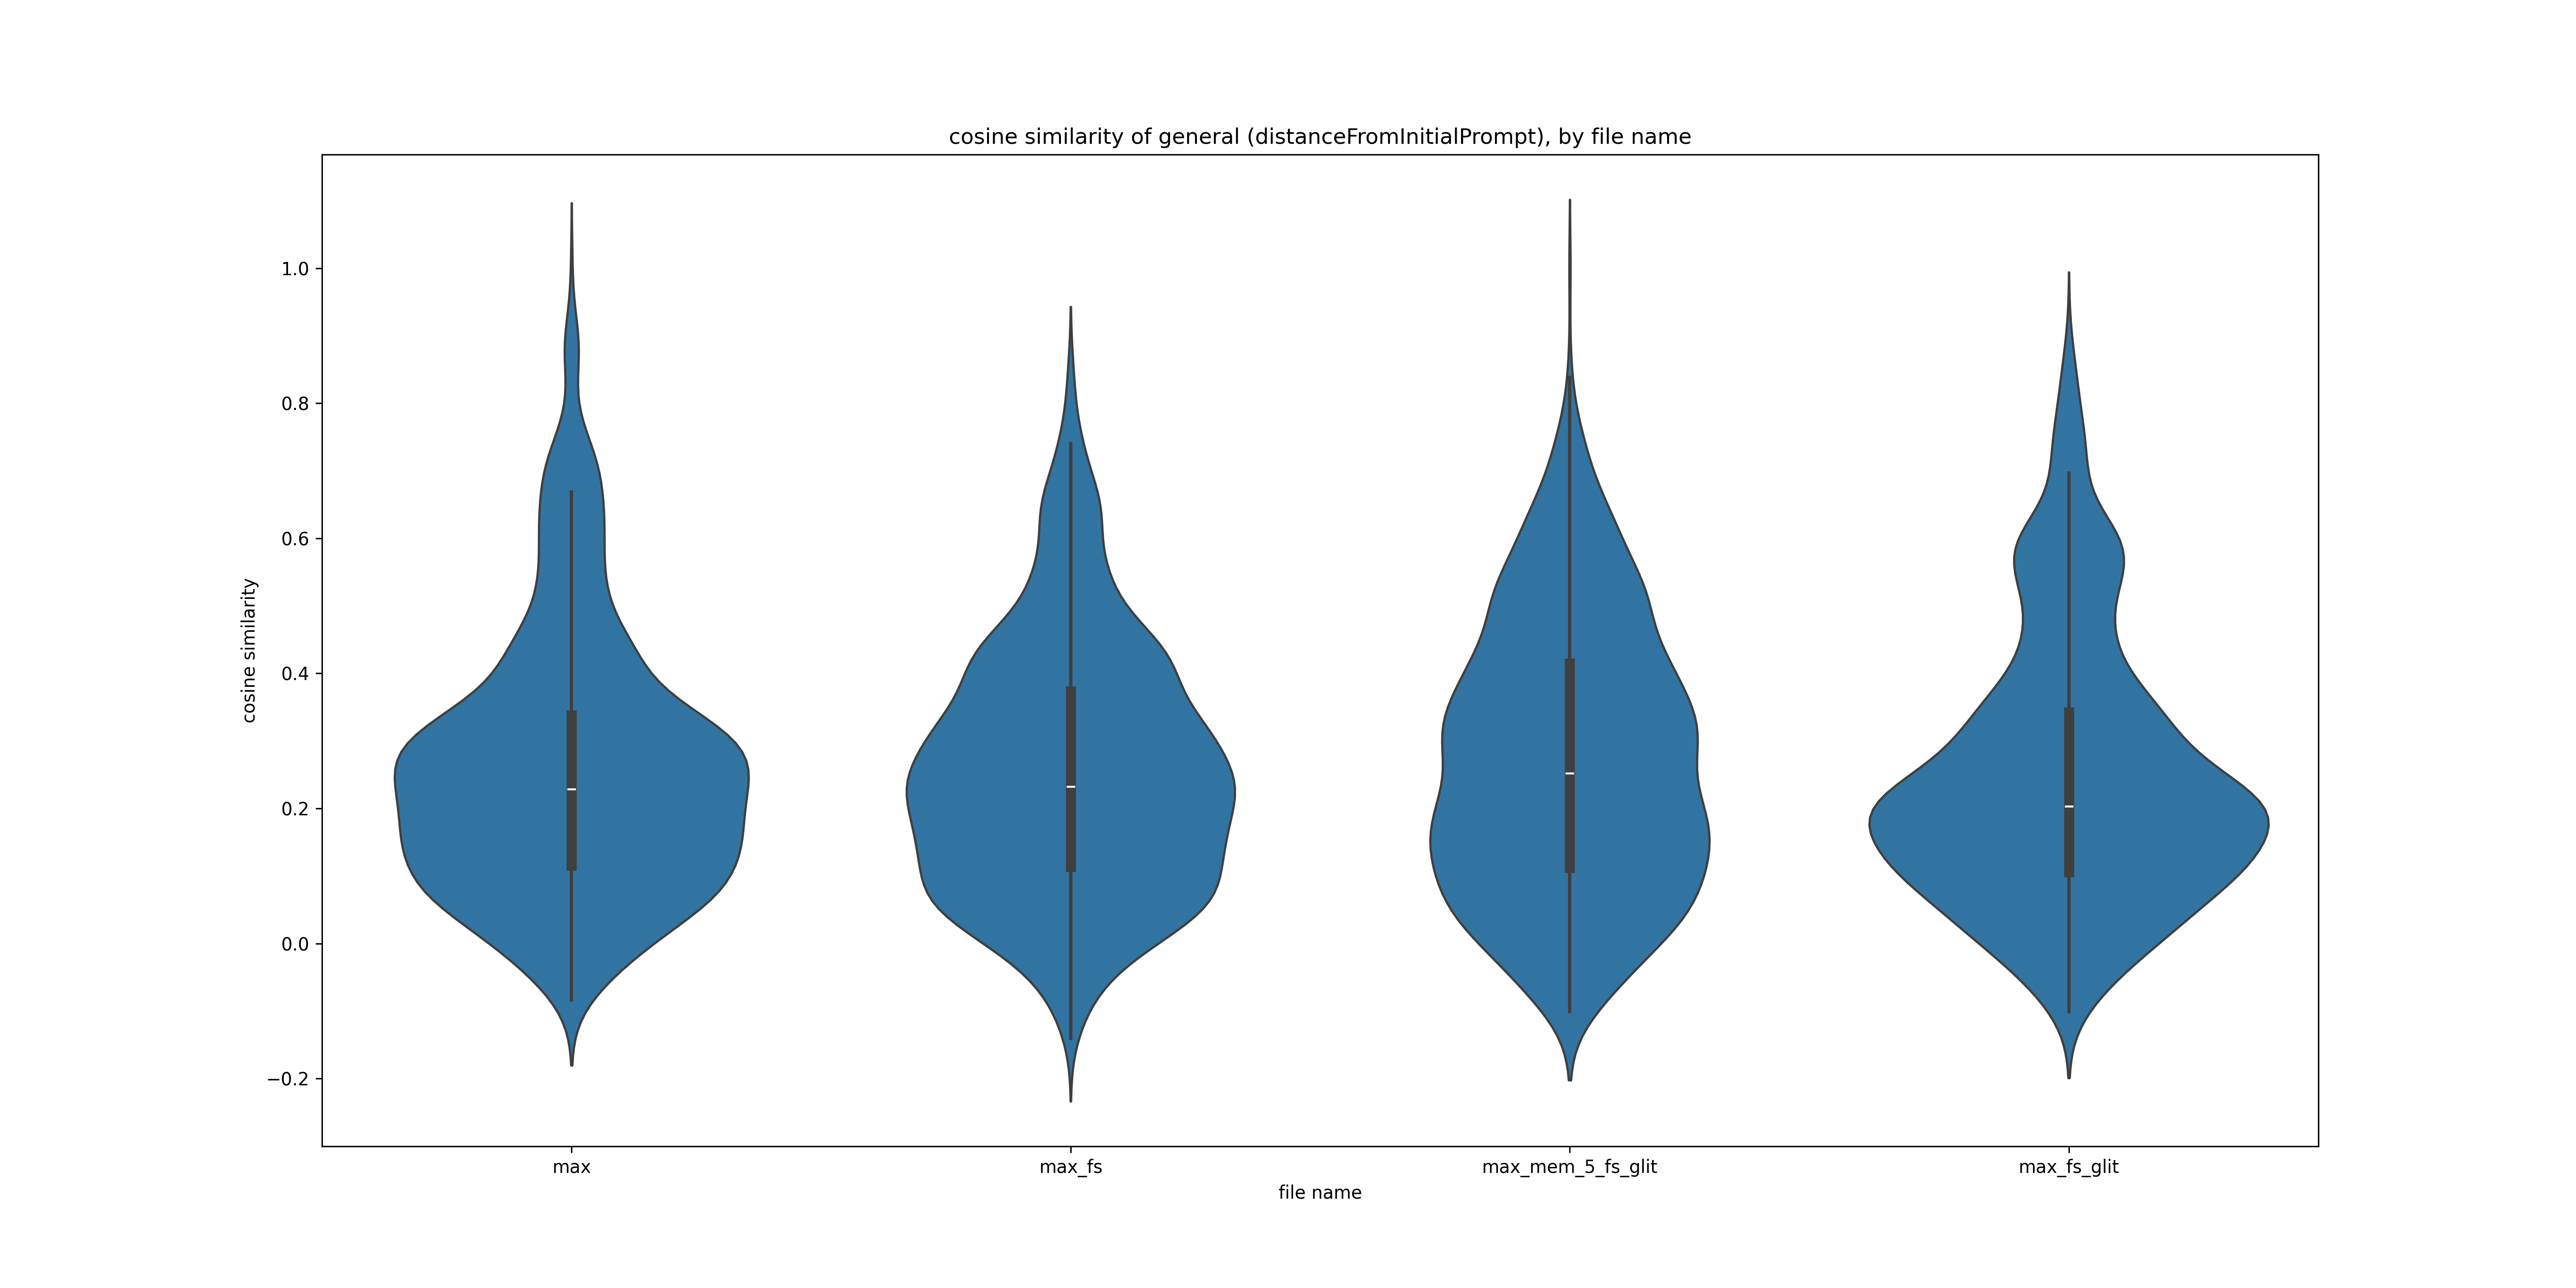 cosine similarity of general (distanceFromInitialPrompt), by file name
1.0
0.8
0.6
0.4
0.2
0.0
−0.2
cosine similarity
max
max_fs
max_mem_5_fs_glit
max_fs_glit
file name